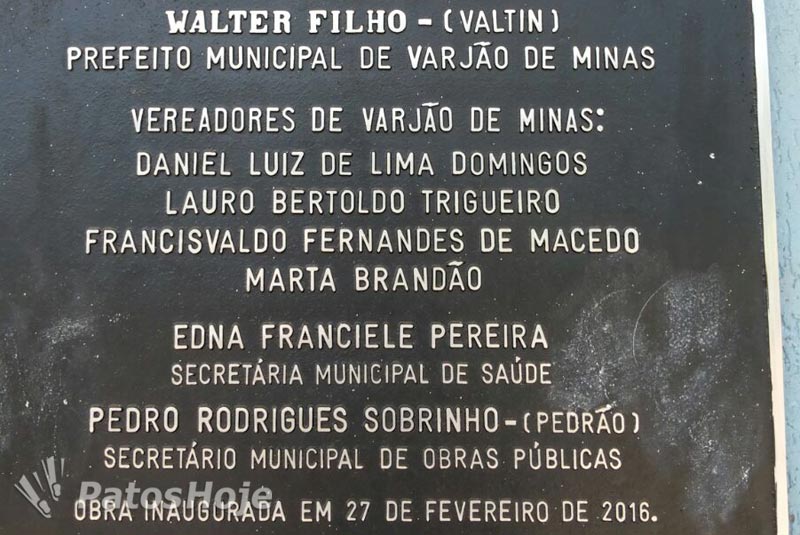 WALTER FILHO - (VALTIN)
PREFEITO MUNICIPAL DE VARJÃO DE MINAS
VEREADORES DE VARJÃO DE MINAS:
DANIEL LUIZ DE LIMA DOMINGOS
LAURO BERTOLDO TRIGUEIRO
FRANCISVALDO FERNANDES DE MACEDO
MARTA BRANDÃO
EDNA FRANCIELE PEREIRA
SECRETÁRIA MUNICIPAL DE SAÚDE
PEDRO RODRIGUES SOBRINHO-(PEDRÃO)
SECRETÁRIO MUNICIPAL DE OBRAS PÚBLICAS
PatosHoje
OBRA INAUGURADA EM 27 DE FEVEREIRO DE 2016.